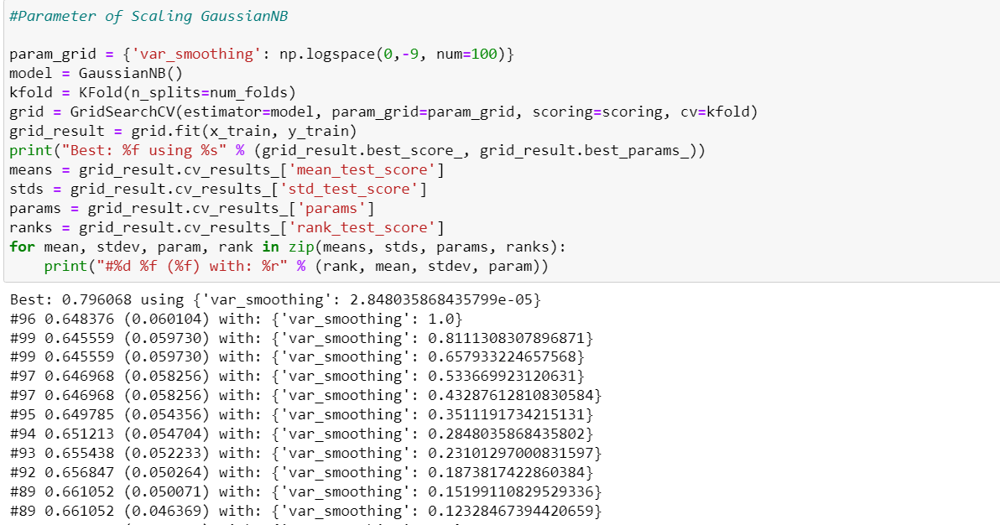 #Parameter of Scaling GaussianNB
param_grid = {'var_smoothing': np.logspace(0,-9, num=100)}
model = GaussianNB()
kfold = KFold(n_splits=num_folds)
grid = GridSearchCV(estimator=model, param_grid=param_grid, scoring=scoring, cv=kfold)
grid_result = grid.fit(x_train, y_train)
print("Best: %f using %s" % (grid_result.best_score_, grid_result.best_params_))
means = grid_result.cv_results_['mean_test_score']
stds = grid_result.cv_results_['std_test_score']
params = grid_result.cv_results_['params']
ranks = grid_result.cv_results_['rank_test_score']
for mean, stdev, param, rank in zip(means, stds, params, ranks):
    print("#%d %f (%f) with: %r" % (rank, mean, stdev, param))
Best: 0.796068 using {'var_smoothing': 2.848035868435799e-05}
#96 0.648376 (0.060104) with: {'var_smoothing': 1.0}
#99 0.645559 (0.059730) with: {'var_smoothing': 0.8111308307896871}
#99 0.645559 (0.059730) with: {'var_smoothing': 0.657933224657568}
#97 0.646968 (0.058256) with: {'var_smoothing': 0.533669923120631}
#97 0.646968 (0.058256) with: {'var_smoothing': 0.43287612810830584}
#95 0.649785 (0.054356) with: {'var_smoothing': 0.3511191734215131}
#94 0.651213 (0.054704) with: {'var_smoothing': 0.2848035868435802}
#93 0.655438 (0.052233) with: {'var_smoothing': 0.23101297000831597}
#92 0.656847 (0.050264) with: {'var_smoothing': 0.1873817422860384}
#89 0.661052 (0.050071) with: {'var_smoothing': 0.15199110829529336}
#89 0.661052 (0.046369) with: {'var_smoothing': 0.12328467394420659}